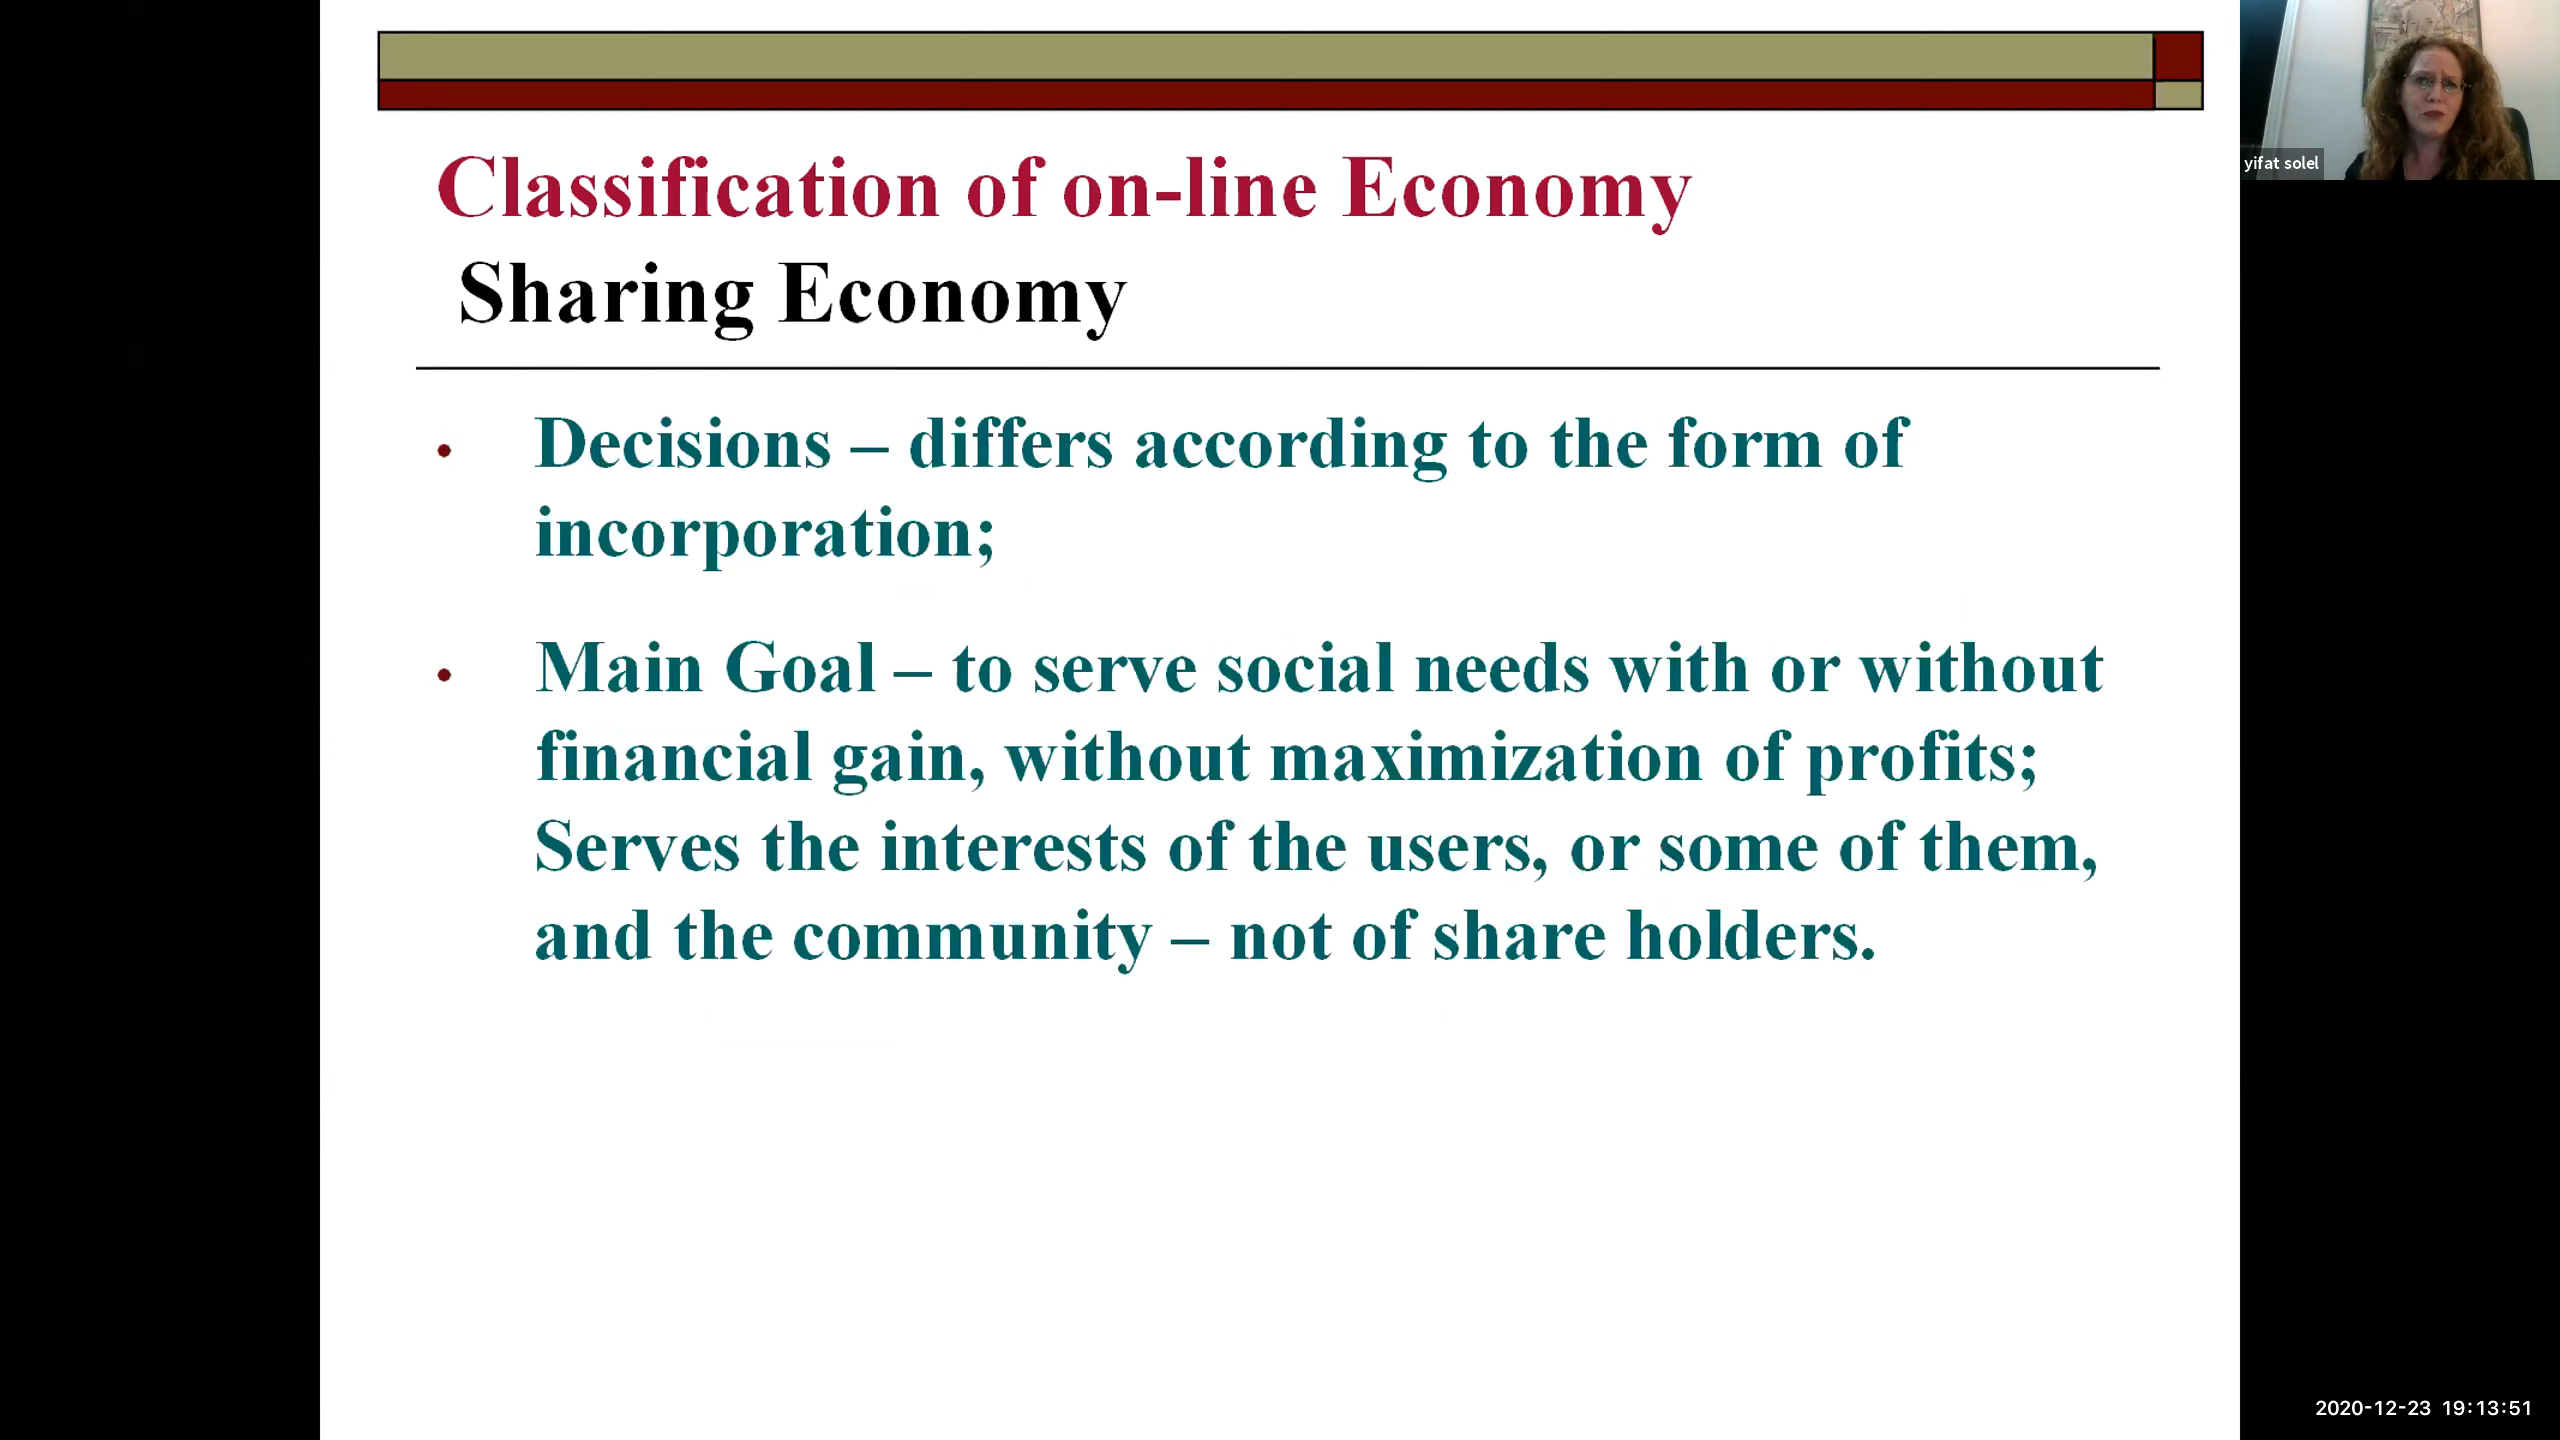 Classification of on-line Economy
Sharing Economy
• Decisions – differs according to the form of
incorporation;
• Main Goal – to serve social needs with or without
financial gain, without maximization of profits;
Serves the interests of the users, or some of them,
and the community – not of share holders.
yifat solel
2020-12-23 19:13:51